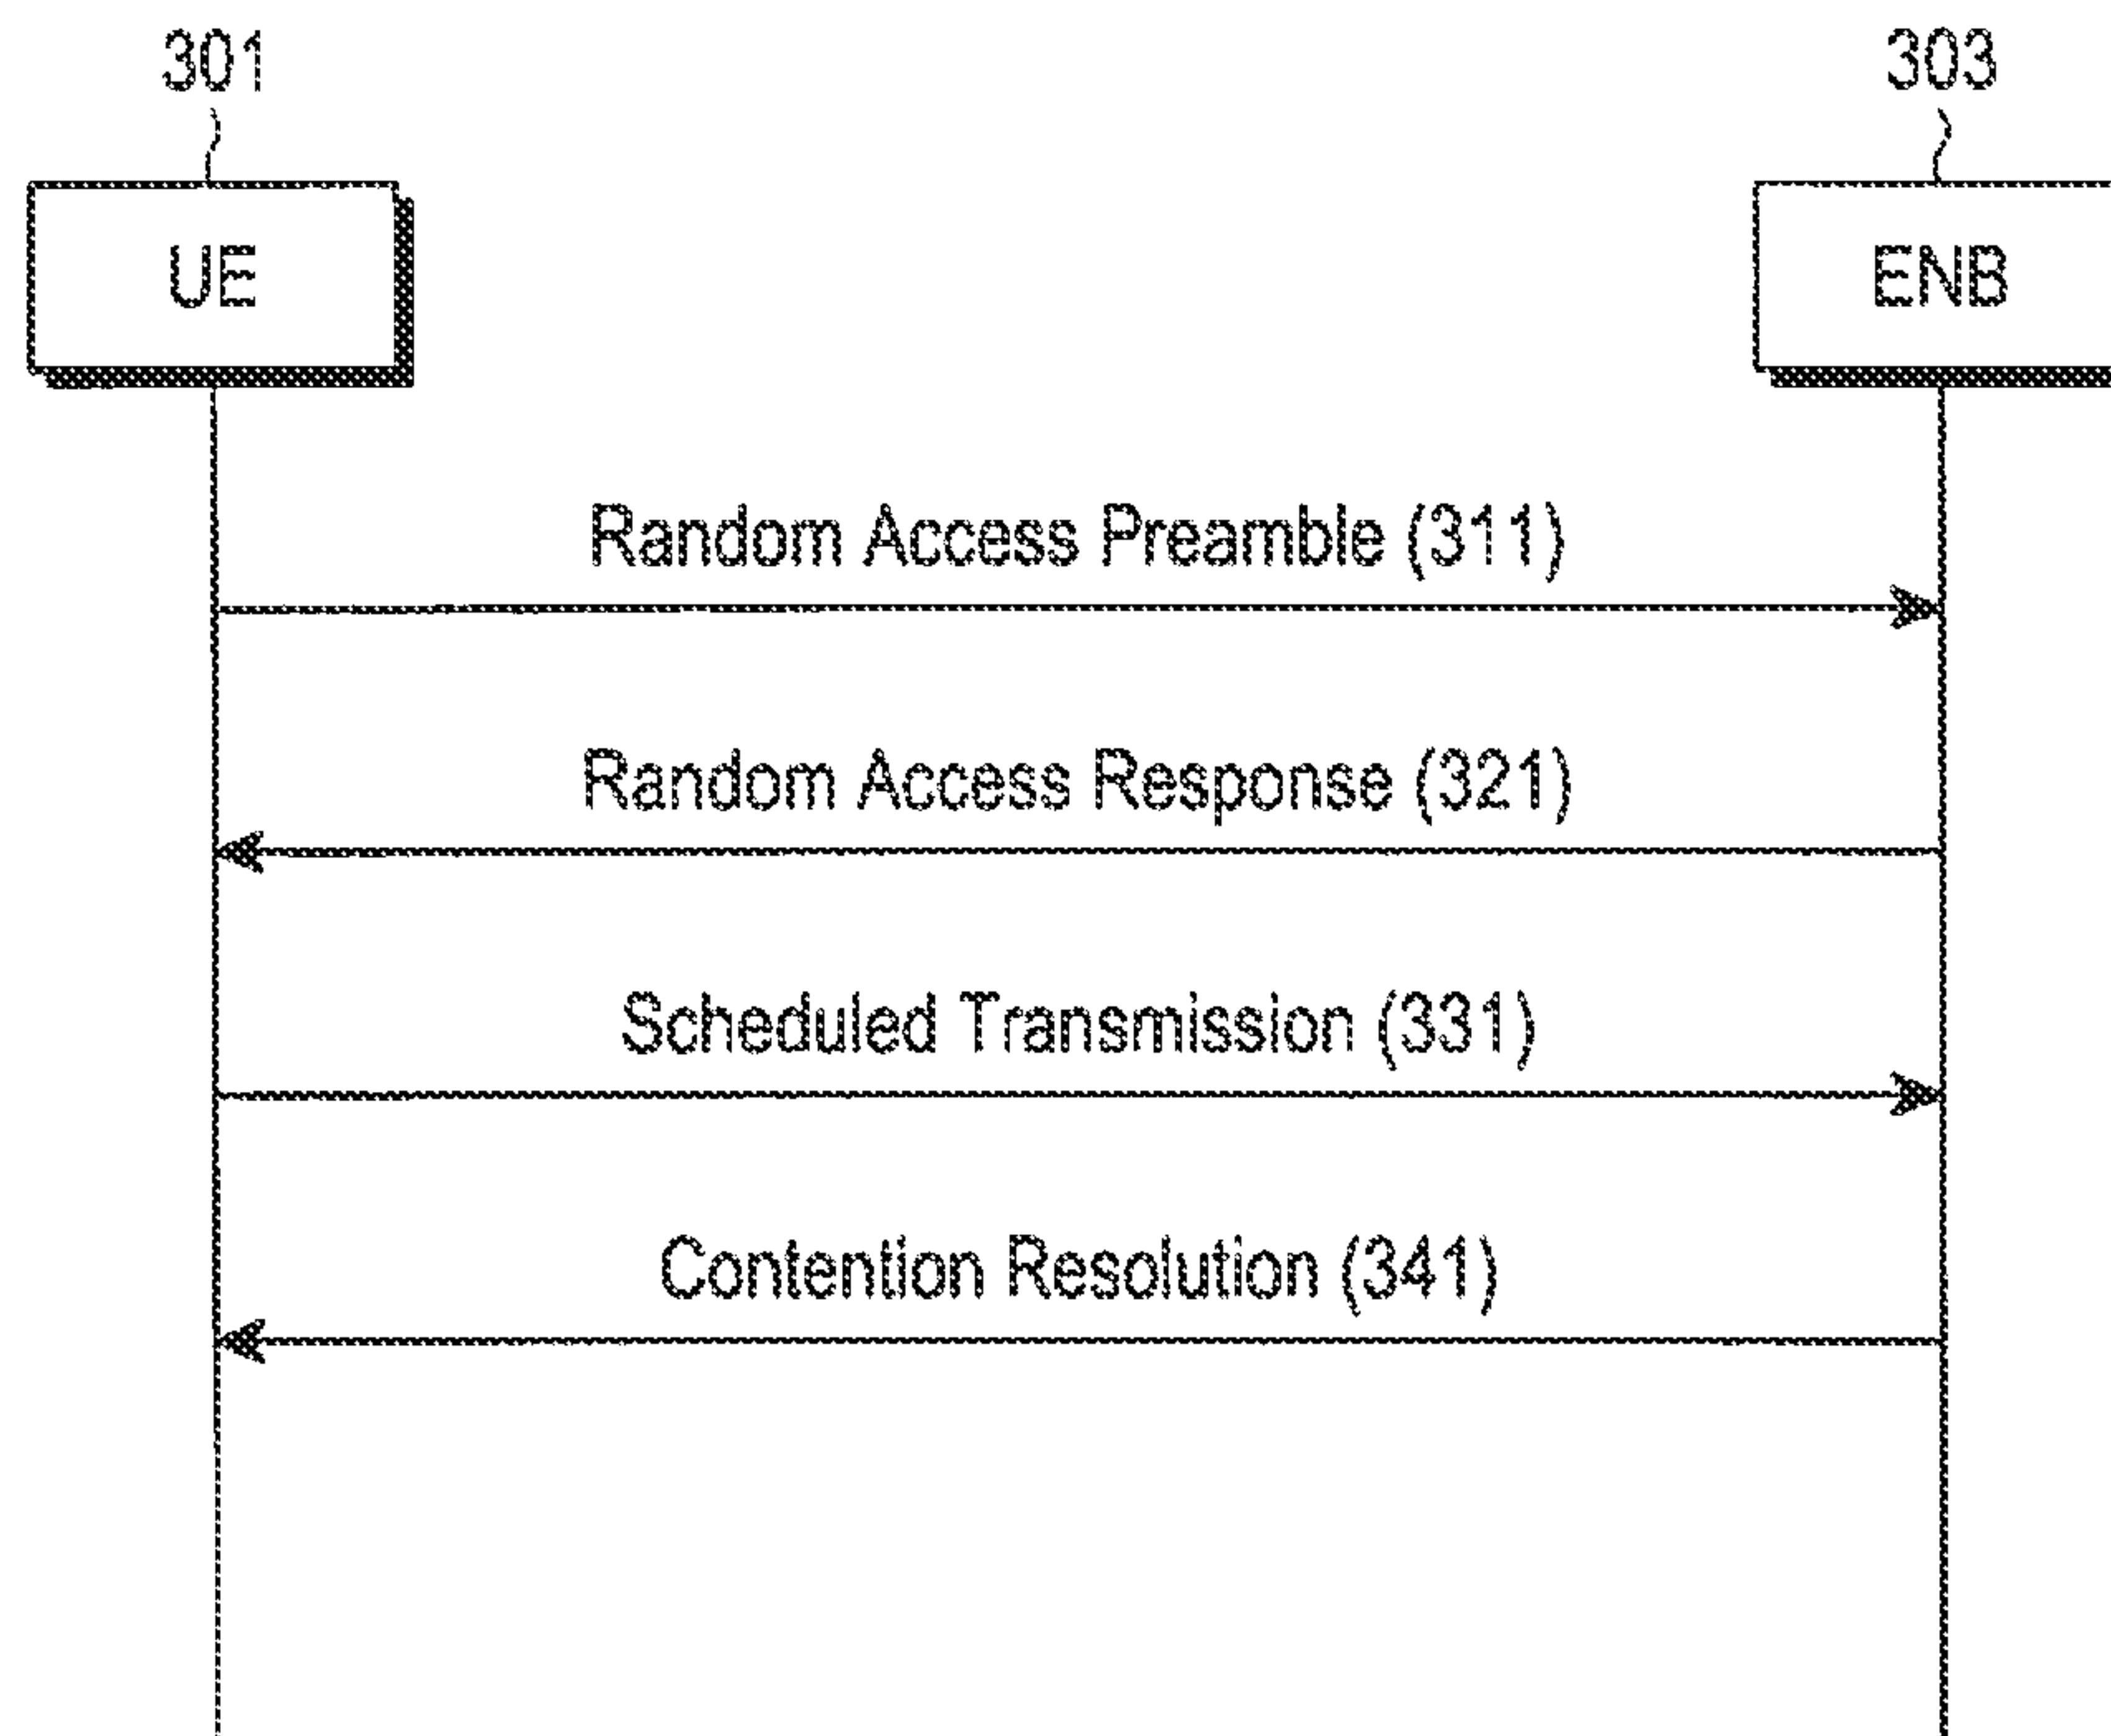 301
303
UE
ENB
Random Access Preamble (311)
Random Access Response (321)
Scheduled Transmission (331)
Contention Resolution (341)